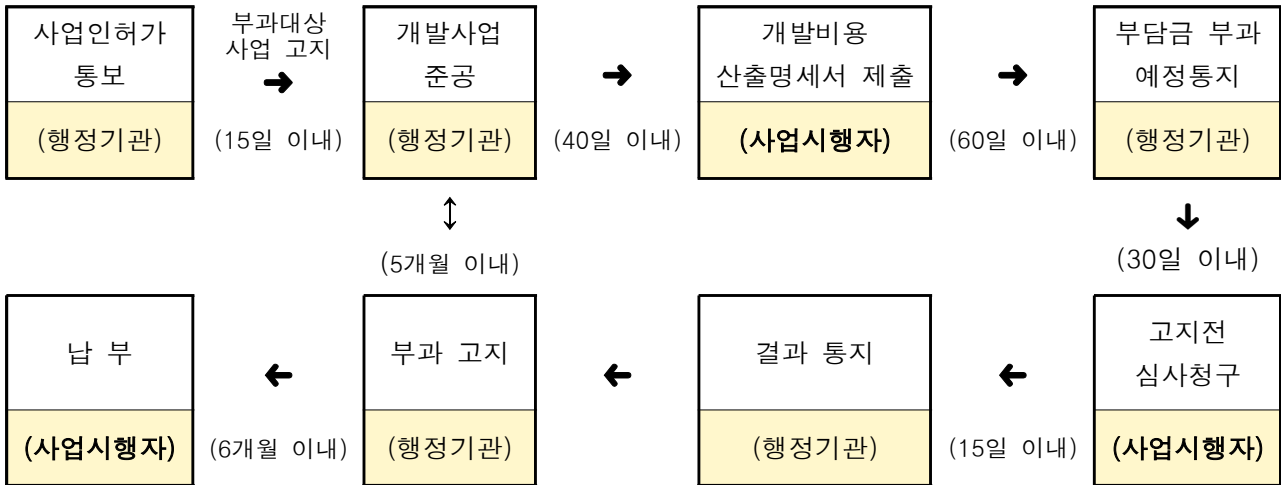 사업인허가
통보
(행정기관)
부과대상
사업 고지
➜
(15일 이내)
개발사업
준공
(행정기관)
➜
(40일 이내)
개발비용
산출명세서 제출
(사업시행자)
➜
(60일 이내)
부담금 부과
예정통지
(행정기관)
↕
(5개월 이내)
↓
(30일 이내)
고지전
심사청구
(사업시행자)
←
(15일 이내)
결과 통지
(행정기관)
←
부과 고지
(행정기관)
←
(6개월 이내)
납 부
(사업시행자)